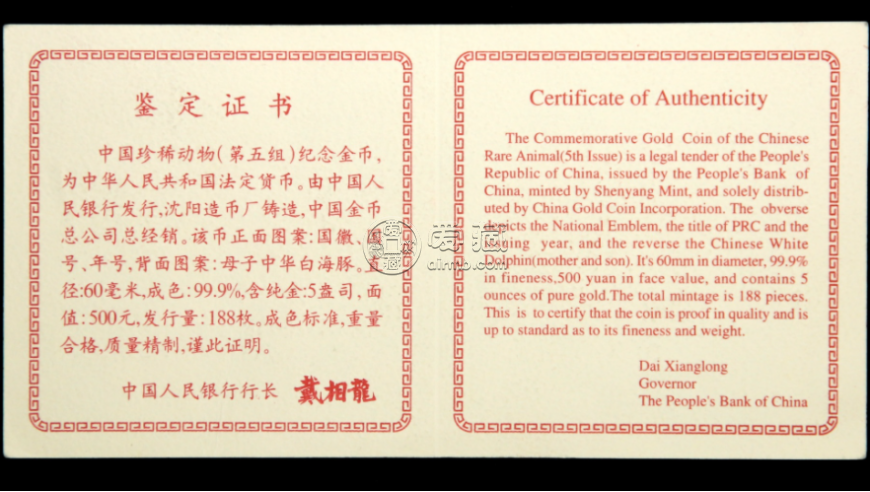 鉴定证书
中国珍稀动物(第五组)纪念金币,
为中华人民共和国法定货币。由中国人
民银行发行,沈阳造币厂铸造,中国金币
总公司总经销。该币正面图案:国徽、国
号、年号,背面图案:母子中华白海豚。直
径:60毫米,成色:99.9%,含纯金:5盎司,面
值:500元,发行量:188枚。成色标准,重量
合格,质量精制,谨此证明。
中国人民银行行长 戴相龍
Certificate of Authenticity
The Commemorative Gold Coin of the Chinese
Rare Animal(5th Issue) is a legal tender of the People's
Republic of China, issued by the People's Bank of
China, minted by Shenyang Mint, and solely distrib-
uted by China Gold Coin Incorporation. The obverse
depicts the National Emblem, the title of PRC and the
year, and the reverse the Chinese White
Dolphin(mother and son). It's 60mm in diameter, 99.9%
in fineness,500 yuan in face value, and contains 5
ounces of pure gold.The total mintage is 188 pieces.
This is to certify that the coin is proof in quality and is
up to standard as to its fineness and weight.
Dai Xianglong
Governor
The People's Bank of China
爱藏
airmb.com